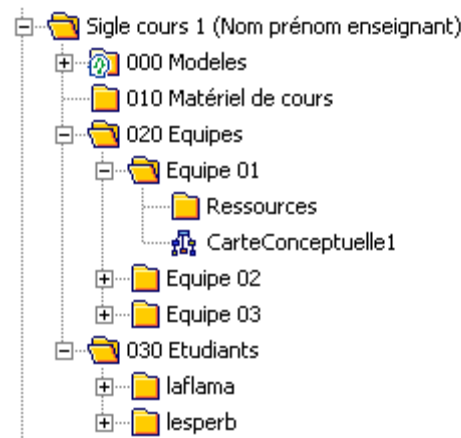 Sigle cours 1 (Nom prénom enseignant)
000 Modeles
010 Matériel de cours
020 Equipes
Equipe 01
Ressources
CarteConceptuelle1
Equipe 02
Equipe 03
030 Etudiants
laflama
lesperb